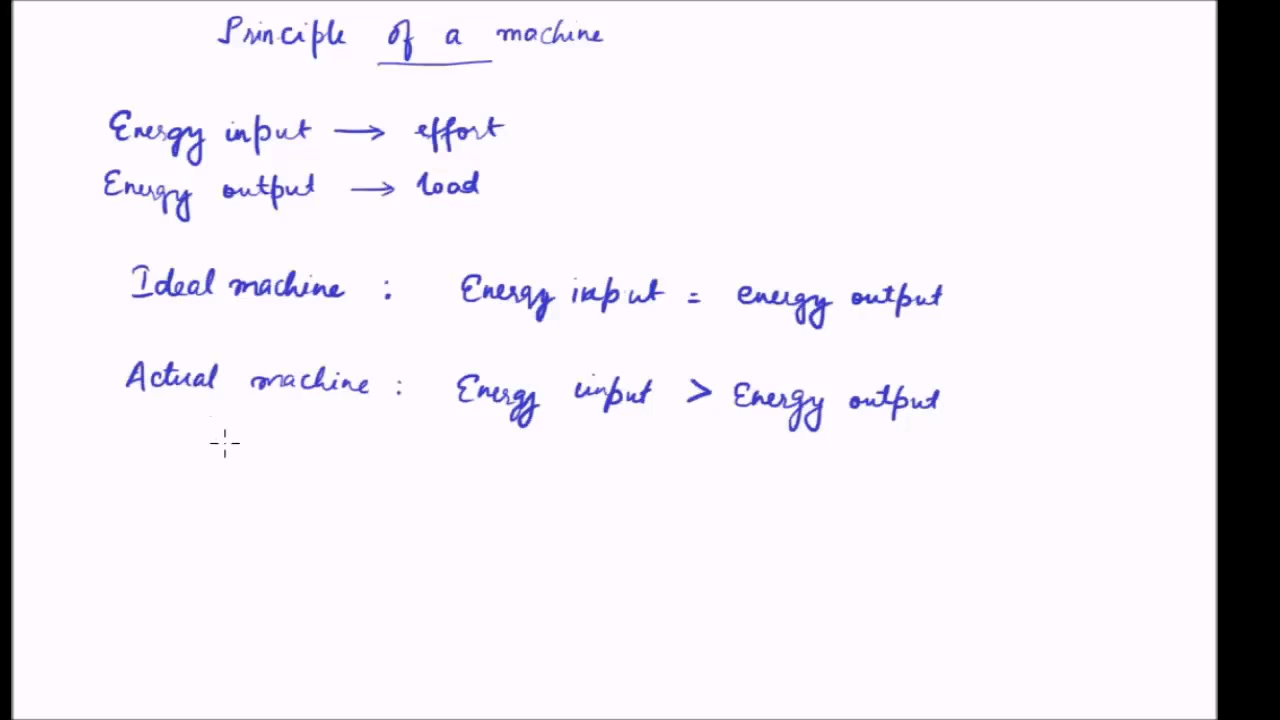 Principle of a machine
Energy input → effort
Energy output → load
Ideal machine : Energy input = energy output
Actual machine : Energy input > Energy output